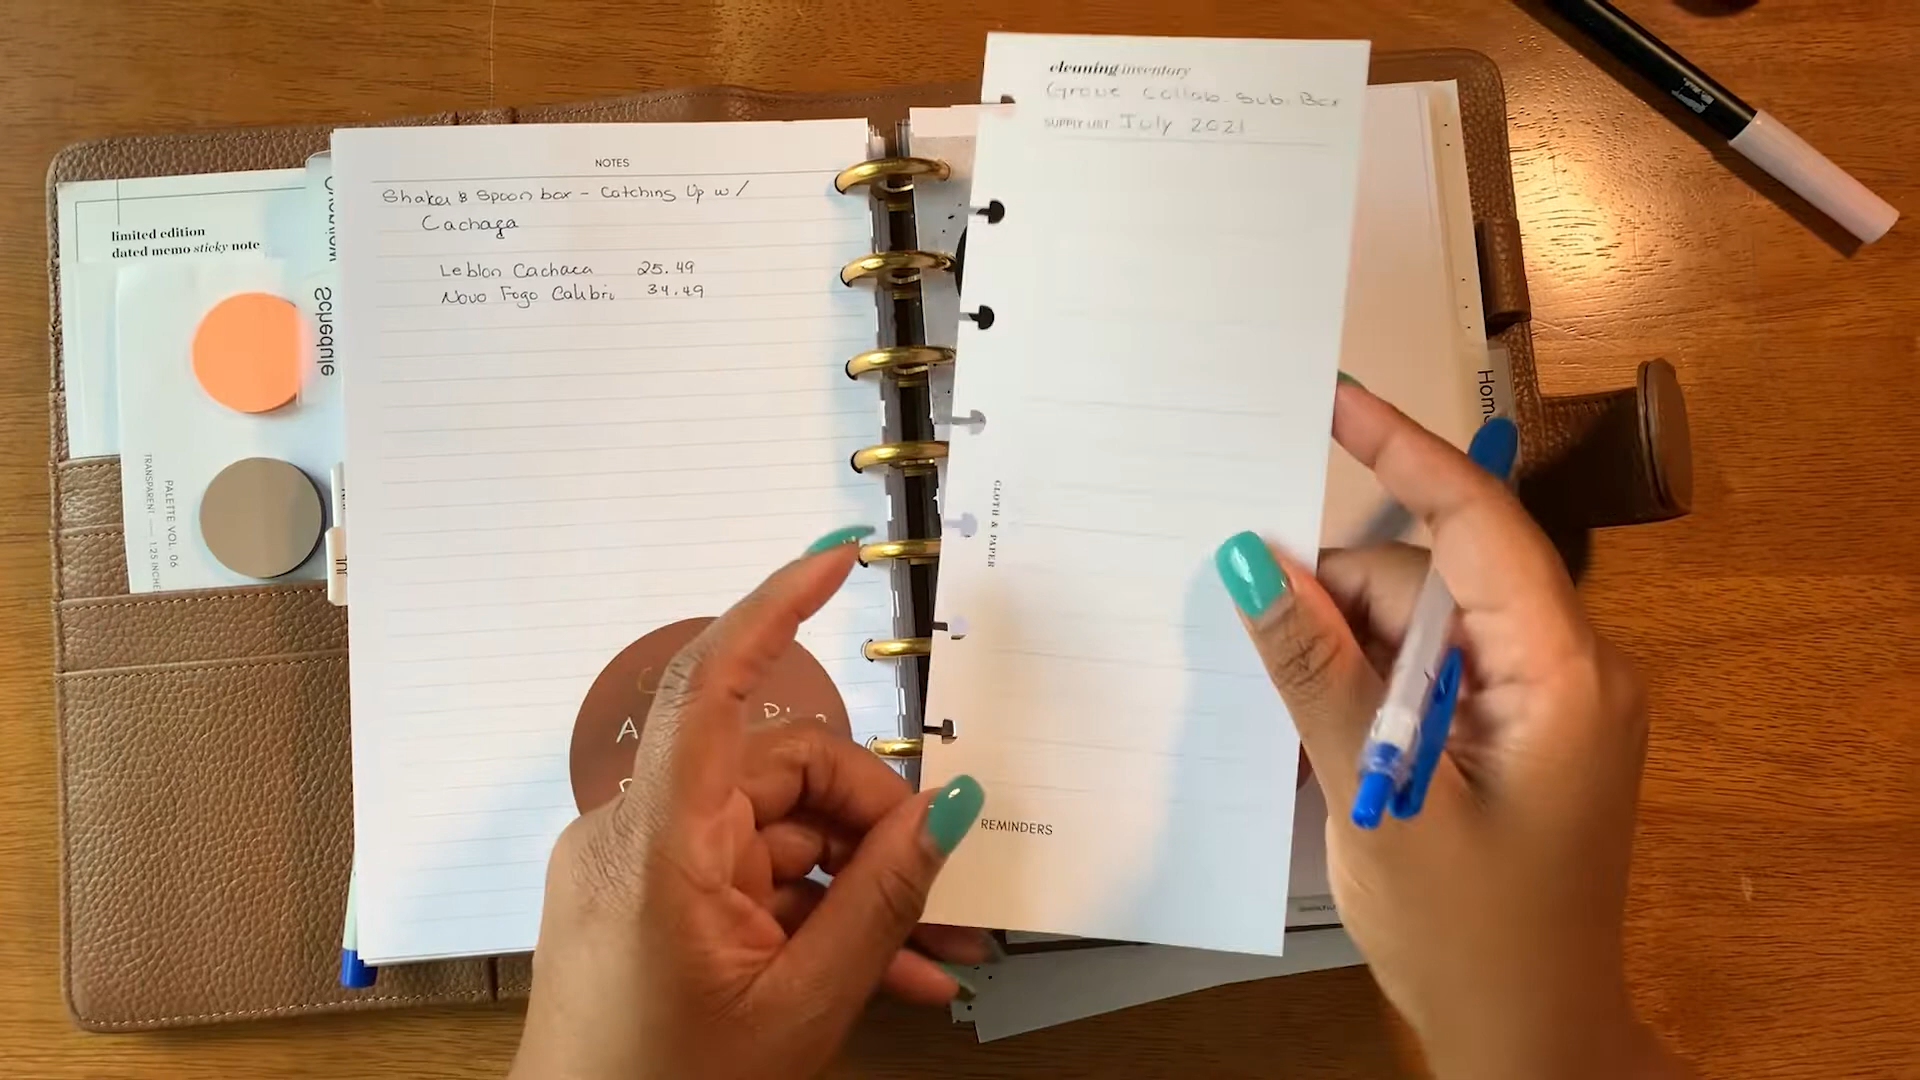 limited edition
dated memo sticky note
PALETTE VOL. 06
TRANSPARENT — 1.25 INCHE
Schedule
NOTES
Shaker & Spoon box - Catching Up w/
Cachaça
Leblon Cachaca 25.49
Novo Fogo Calibri 34.49
cleaning inventory
Grove Collab. Sub. Box
SUPPLY LIST July 2021
CLOTH & PAPER
REMINDERS
Home